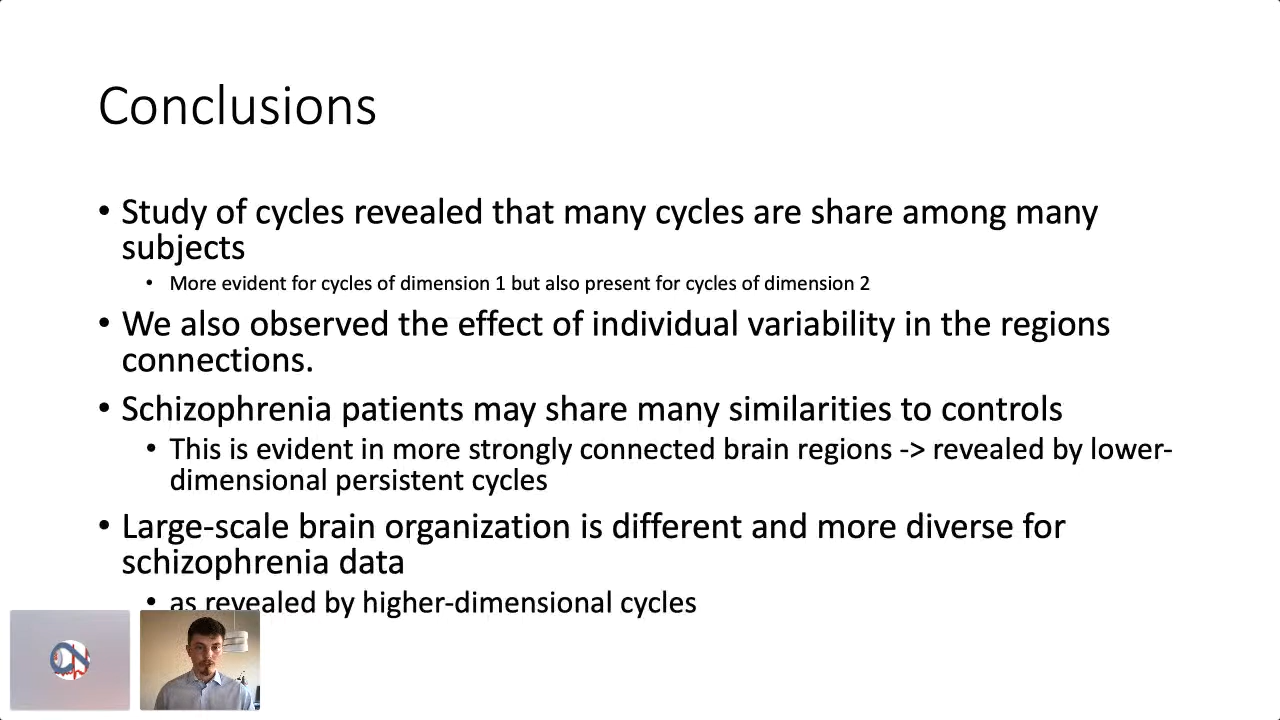 Conclusions
• Study of cycles revealed that many cycles are share among many
subjects
• More evident for cycles of dimension 1 but also present for cycles of dimension 2
• We also observed the effect of individual variability in the regions
connections.
• Schizophrenia patients may share many similarities to controls
• This is evident in more strongly connected brain regions -> revealed by lower-
dimensional persistent cycles
• Large-scale brain organization is different and more diverse for
schizophrenia data
• as revealed by higher-dimensional cycles